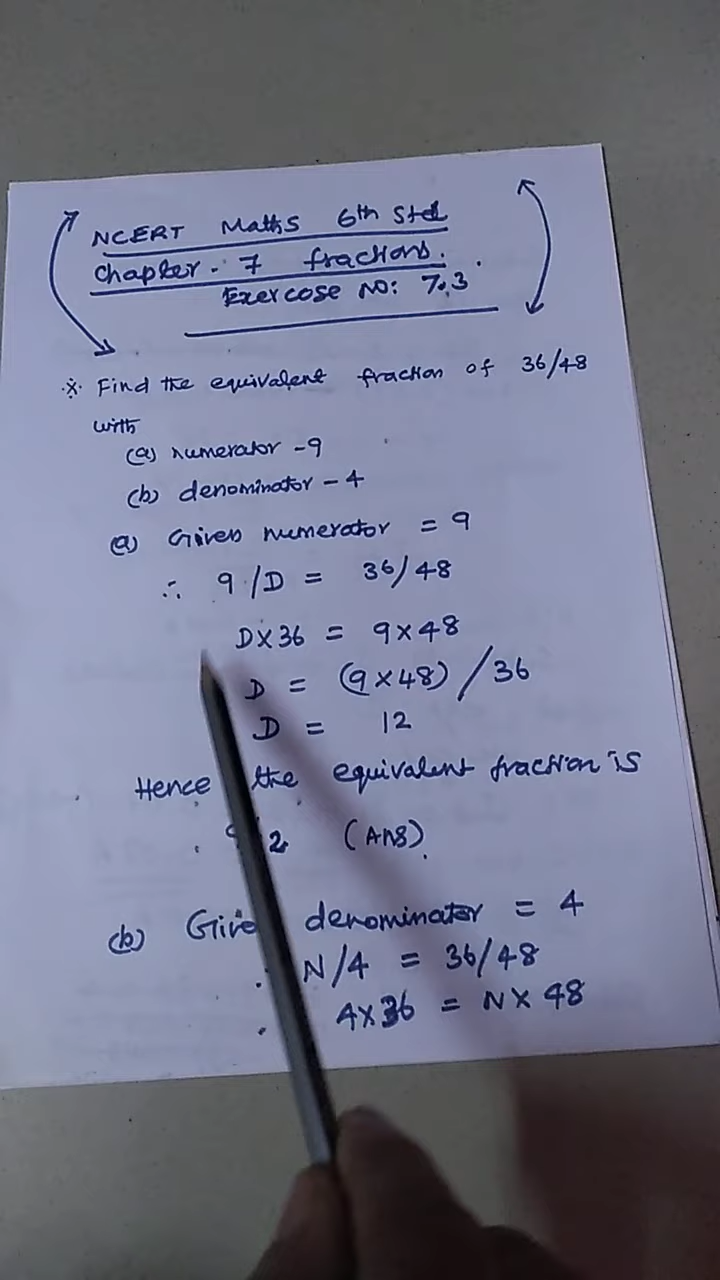 NCERT Maths 6th Std
Chapter - 7 fractions.
Exercose NO: 7.3
Find the equivalent fraction of 36/48
with
(a) numerator - 9
(b) denominator - 4
(a) Given numerator = 9
∴ 9/D = 36/48
D×36 = 9×48
D = (9×48)/36
D = 12
Hence the equivalent fraction is
(Ans)
(b) denominator = 4
N/4 = 36/48
4×36 = N×48